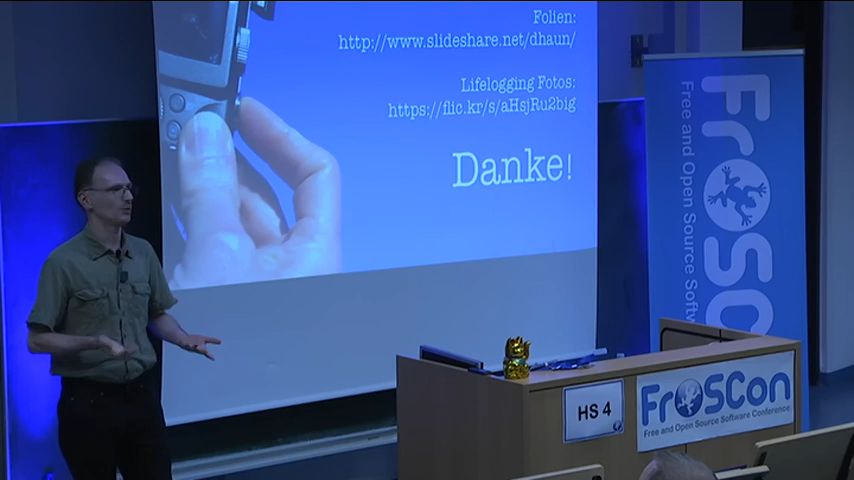 Folien:
http://www.slideshare.net/dhaun/
Lifelogging Fotos:
https://flic.kr/s/aHsjRu2big
Danke!
FrOSCon
Free and Open Source Softw
HS 4
FrOSCon
Free and Open Source Software Conference